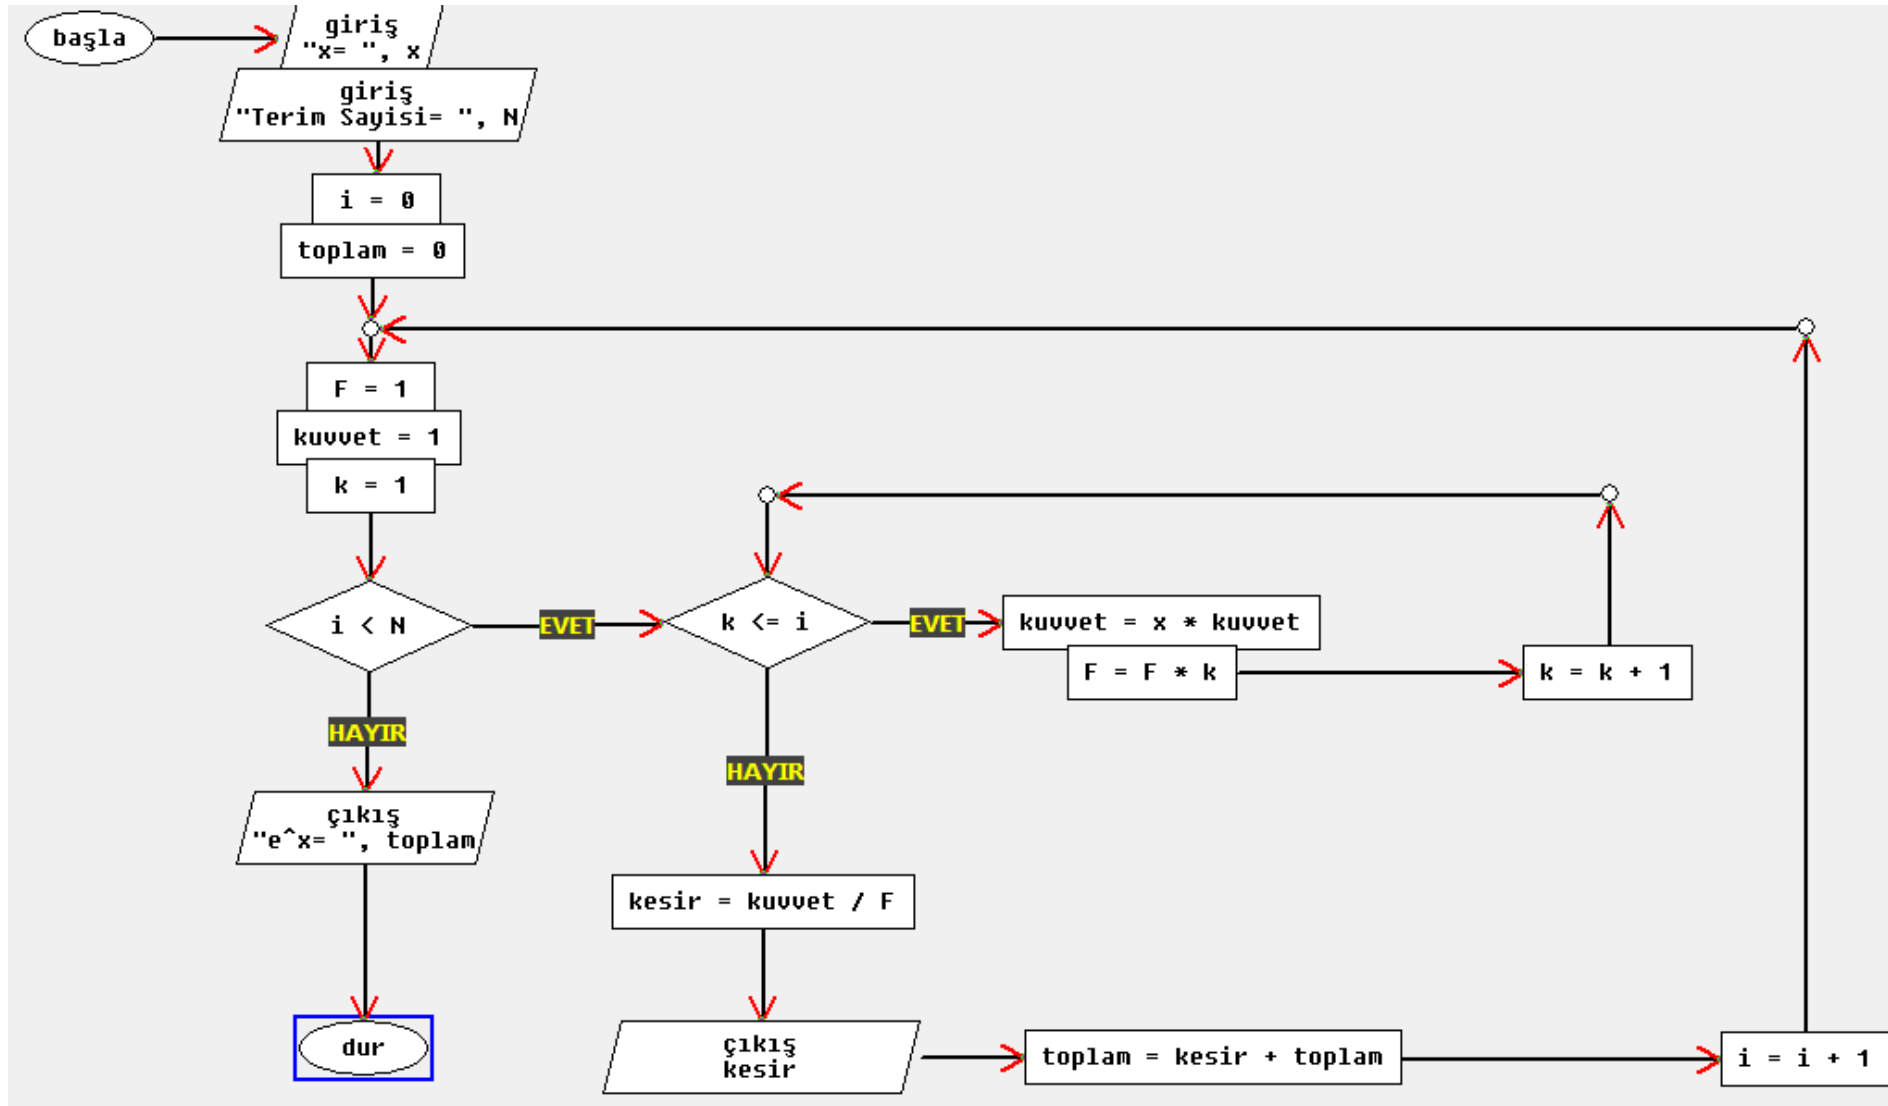 başla
giriş
"x= ", x
giriş
"Terim Sayisi= ", N
i = 0
toplam = 0
F = 1
kuvvet = 1
k = 1
i < N
EVET
k <= i
EVET
kuvvet = x * kuvvet
F = F * k
k = k + 1
HAYIR
HAYIR
çıkış
"e^x= ", toplam
kesir = kuvvet / F
dur
çıkış
kesir
toplam = kesir + toplam
i = i + 1